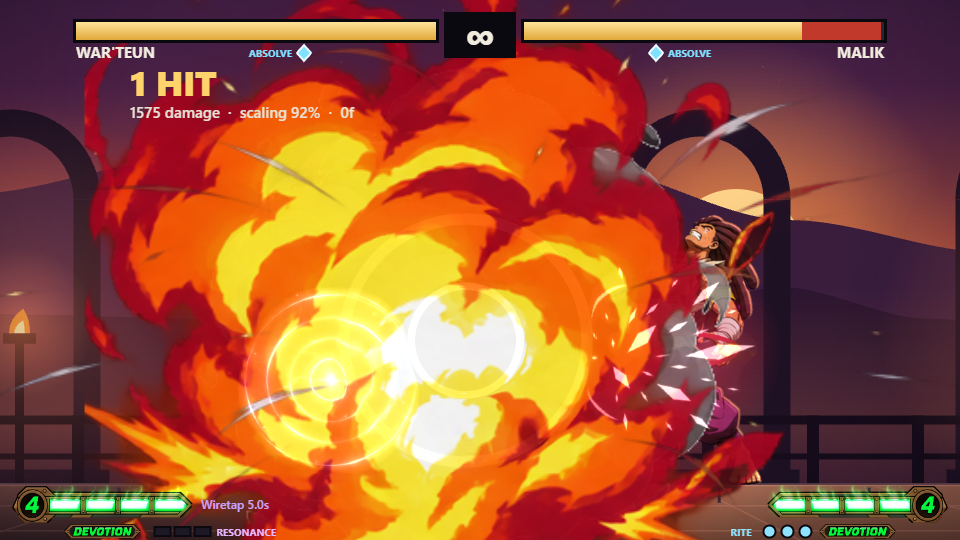 ∞
WAR'TEUN
ABSOLVE
ABSOLVE
MALIK
1 HIT
1575 damage · scaling 92% · 0f
4
Wiretap 5.0s
4
DEVOTION
RESONANCE
RITE
DEVOTION